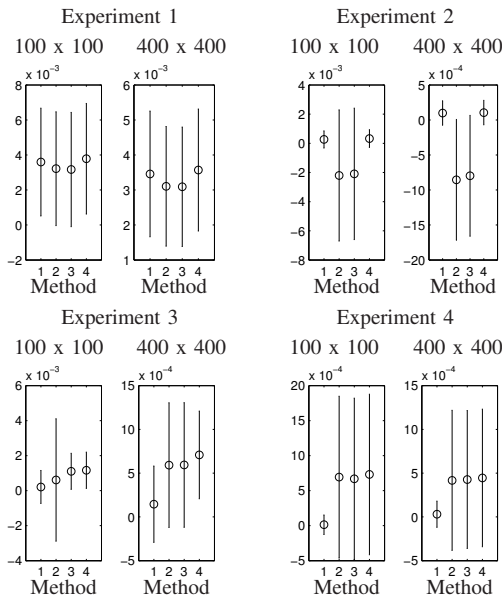 Experiment 1
100 x 100 400 x 400
x 10⁻³ x 10⁻³
8 6
6 5
4 4
2 3
0 2
−2 1
1 2 3 4 1 2 3 4
Method Method
Experiment 2
100 x 100 400 x 400
x 10⁻³ x 10⁻⁴
4 5
2 0
0 −5
−2 −10
−4
−6 −15
−8 −20
1 2 3 4 1 2 3 4
Method Method
Experiment 3
100 x 100 400 x 400
x 10⁻³ x 10⁻⁴
6 15
4 10
2 5
0
−2 0
−4 −5
1 2 3 4 1 2 3 4
Method Method
Experiment 4
100 x 100 400 x 400
x 10⁻⁴ x 10⁻⁴
20 15
15 10
10 5
5
0 0
−5 −5
1 2 3 4 1 2 3 4
Method Method